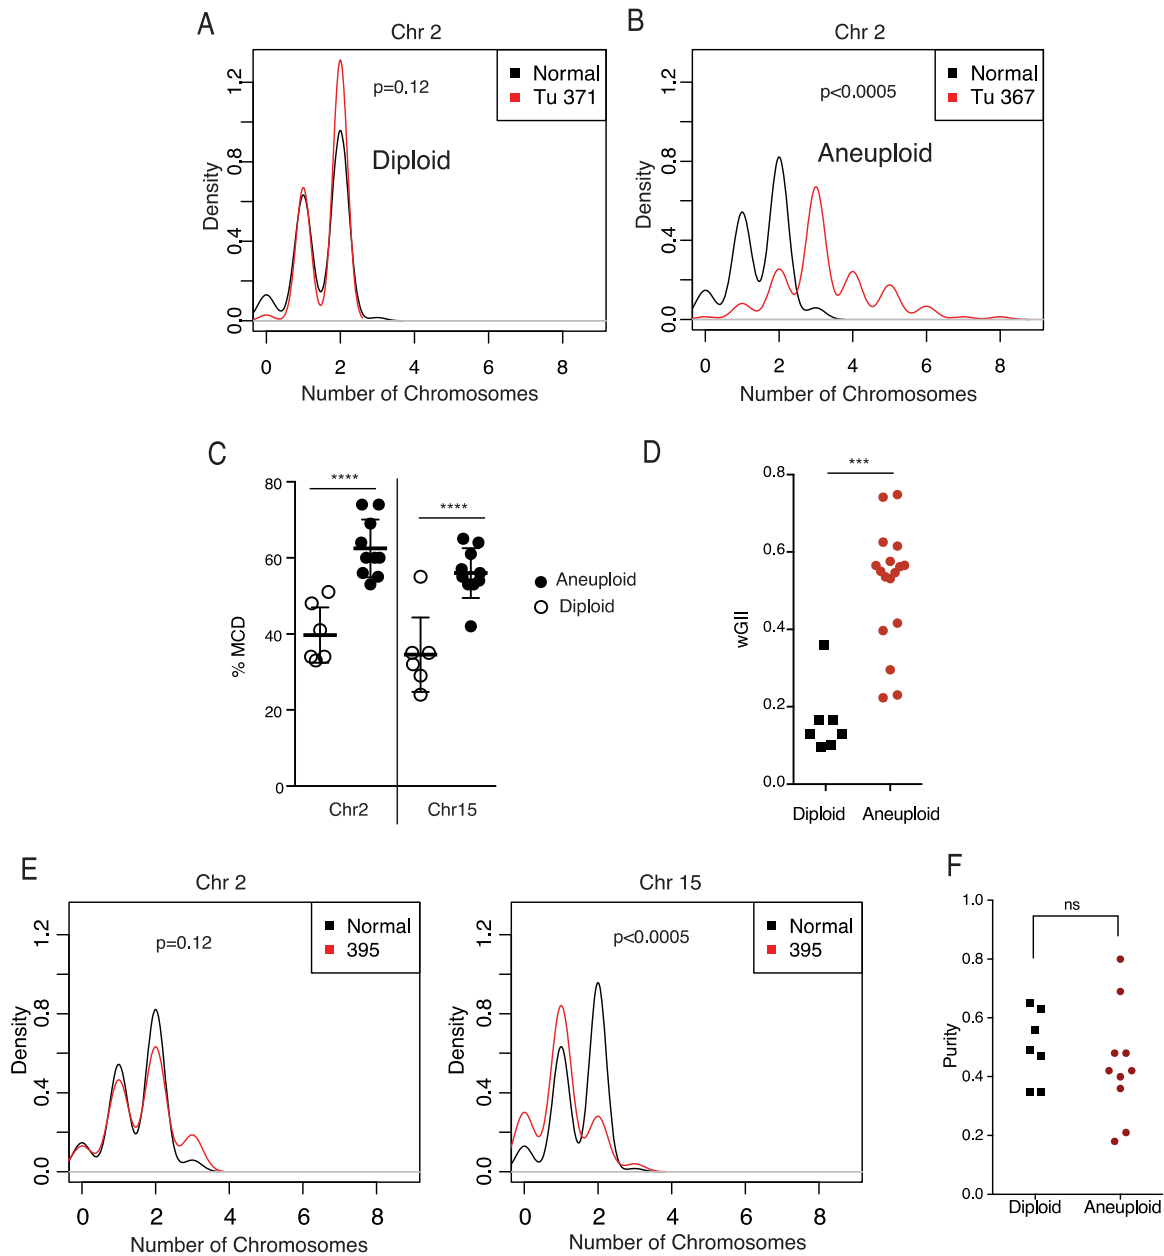 A
Chr 2
Normal
Tu 371
p=0.12
Diploid
Density
0.0 0.4 0.8 1.2
0 2 4 6 8
Number of Chromosomes
B
Chr 2
Normal
Tu 367
p<0.0005
Aneuploid
Density
0.0 0.4 0.8 1.2
0 2 4 6 8
Number of Chromosomes
C
****
****
% MCD
80
60
40
20
0
Chr2
Chr15
Aneuploid
Diploid
D
***
wGII
0.8
0.6
0.4
0.2
0.0
Diploid
Aneuploid
E
Chr 2
Normal
395
p=0.12
Density
0.0 0.4 0.8 1.2
0 2 4 6 8
Number of Chromosomes
Chr 15
Normal
395
p<0.0005
Density
0.0 0.4 0.8 1.2
0 2 4 6 8
Number of Chromosomes
F
ns
Purity
1.0
0.8
0.6
0.4
0.2
0.0
Diploid
Aneuploid